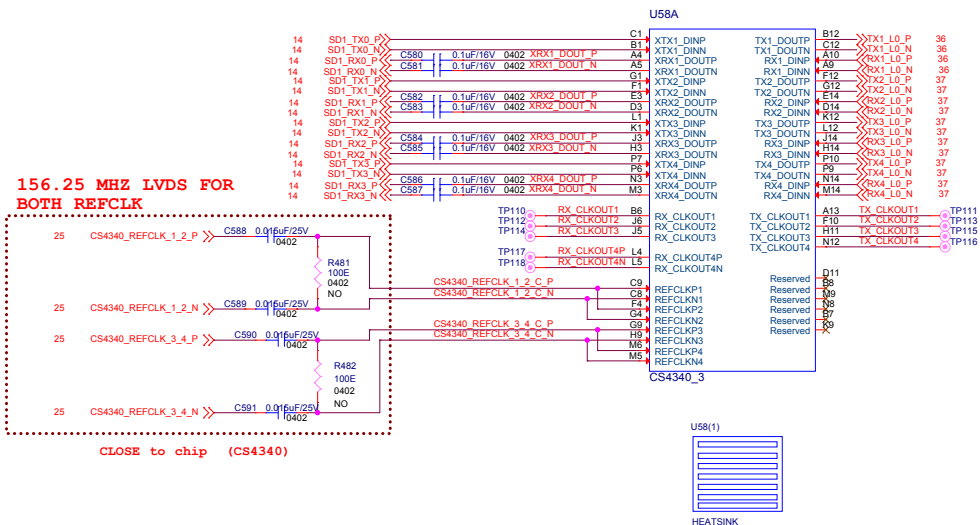 U58A
14 SD1_TX0_P C1 XTX1_DINP TX1_DOUTP B12 TX1_L0_P 36
14 SD1_TX0_N B1 XTX1_DINN TX1_DOUTN C12 TX1_L0_N 36
14 SD1_RX0_P C580 0.1uF/16V 0402 XRX1_DOUT_P A4 XRX1_DOUTP RX1_DINP A10 RX1_L0_P 36
14 SD1_RX0_N C581 0.1uF/16V 0402 XRX1_DOUT_N A5 XRX1_DOUTN RX1_DINN A9 RX1_L0_N 36
14 SD1_TX1_P G1 XTX2_DINP TX2_DOUTP F12 TX2_L0_P 37
14 SD1_TX1_N F1 XTX2_DINN TX2_DOUTN G12 TX2_L0_N 37
14 SD1_RX1_P C582 0.1uF/16V 0402 XRX2_DOUT_P E3 XRX2_DOUTP RX2_DINP E14 RX2_L0_P 37
14 SD1_RX1_N C583 0.1uF/16V 0402 XRX2_DOUT_N D3 XRX2_DOUTN RX2_DINN D14 RX2_L0_N 37
14 SD1_TX2_P L1 XTX3_DINP TX3_DOUTP K12 TX3_L0_P 37
14 SD1_TX2_N K1 XTX3_DINN TX3_DOUTN L12 TX3_L0_N 37
14 SD1_RX2_P C584 0.1uF/16V 0402 XRX3_DOUT_P J3 XRX3_DOUTP RX3_DINP J14 RX3_L0_P 37
14 SD1_RX2_N C585 0.1uF/16V 0402 XRX3_DOUT_N H3 XRX3_DOUTN RX3_DINN H14 RX3_L0_N 37
14 SD1_TX3_P P7 XTX4_DINP TX4_DOUTP P10 TX4_L0_P 37
14 SD1_TX3_N P6 XTX4_DINN TX4_DOUTN P9 TX4_L0_N 37
14 SD1_RX3_P C586 0.1uF/16V 0402 XRX4_DOUT_P N3 XRX4_DOUTP RX4_DINP N14 RX4_L0_P 37
14 SD1_RX3_N C587 0.1uF/16V 0402 XRX4_DOUT_N M3 XRX4_DOUTN RX4_DINN M14 RX4_L0_N 37
156.25 MHZ LVDS FOR
BOTH REFCLK
TP110 RX_CLKOUT1 B6 RX_CLKOUT1 TX_CLKOUT1 A13 TX_CLKOUT1 TP111
TP112 RX_CLKOUT2 J6 RX_CLKOUT2 TX_CLKOUT2 F10 TX_CLKOUT2 TP113
TP114 RX_CLKOUT3 J5 RX_CLKOUT3 TX_CLKOUT3 H11 TX_CLKOUT3 TP115
TX_CLKOUT4 N12 TX_CLKOUT4 TP116
TP117 RX_CLKOUT4P L4 RX_CLKOUT4P
TP118 RX_CLKOUT4N L5 RX_CLKOUT4N
25 CS4340_REFCLK_1_2_P C588 0.015uF/25V 0402
R481
100E
0402
NO
25 CS4340_REFCLK_1_2_N C589 0.015uF/25V 0402
25 CS4340_REFCLK_3_4_P C590 0.015uF/25V 0402
R482
100E
0402
NO
25 CS4340_REFCLK_3_4_N C591 0.015uF/25V 0402
CS4340_REFCLK_1_2_C_P C9 REFCLKP1 Reserved D11
CS4340_REFCLK_1_2_C_N C8 REFCLKN1 Reserved B8
F4 REFCLKP2 Reserved M9
G4 REFCLKN2 Reserved N8
CS4340_REFCLK_3_4_C_P G9 REFCLKP3 Reserved B7
CS4340_REFCLK_3_4_C_N H9 REFCLKN3 Reserved K9
M6 REFCLKP4
M5 REFCLKN4
CS4340_3
CLOSE to chip (CS4340)
U58(1)
HEATSINK